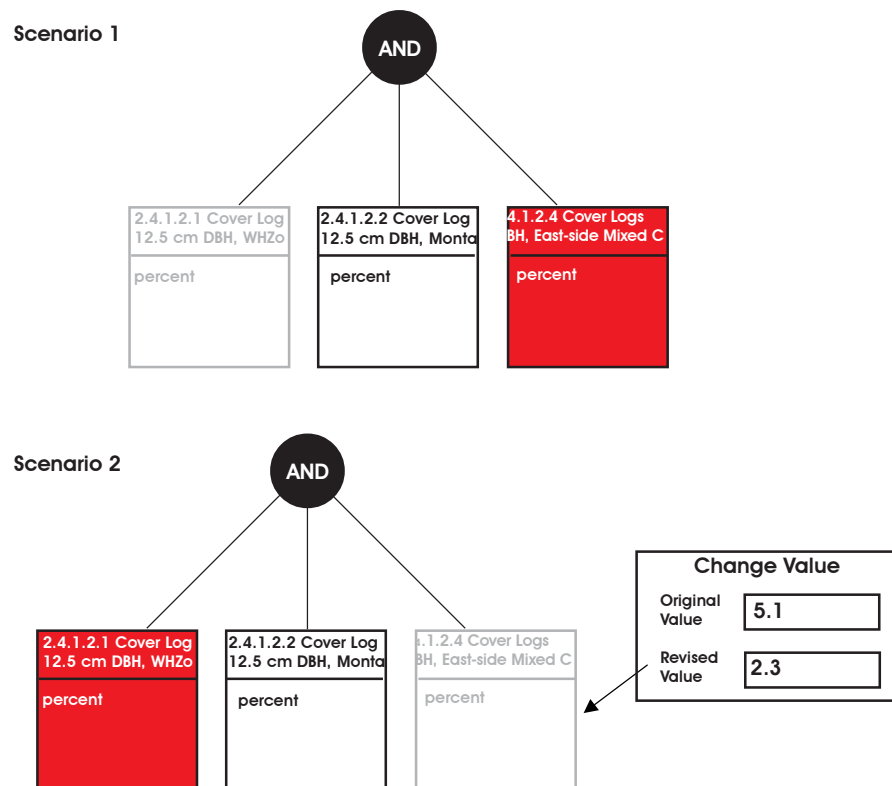 Scenario 1
AND
2.4.1.2.1 Cover Log
12.5 cm DBH, WHZo
percent
2.4.1.2.2 Cover Log
12.5 cm DBH, Monta
percent
4.1.2.4 Cover Logs
BH, East-side Mixed C
percent
Scenario 2
AND
2.4.1.2.1 Cover Log
12.5 cm DBH, WHZo
percent
2.4.1.2.2 Cover Log
12.5 cm DBH, Monta
percent
.1.2.4 Cover Logs
BH, East-side Mixed C
percent
Change Value
Original
Value
5.1
Revised
Value
2.3